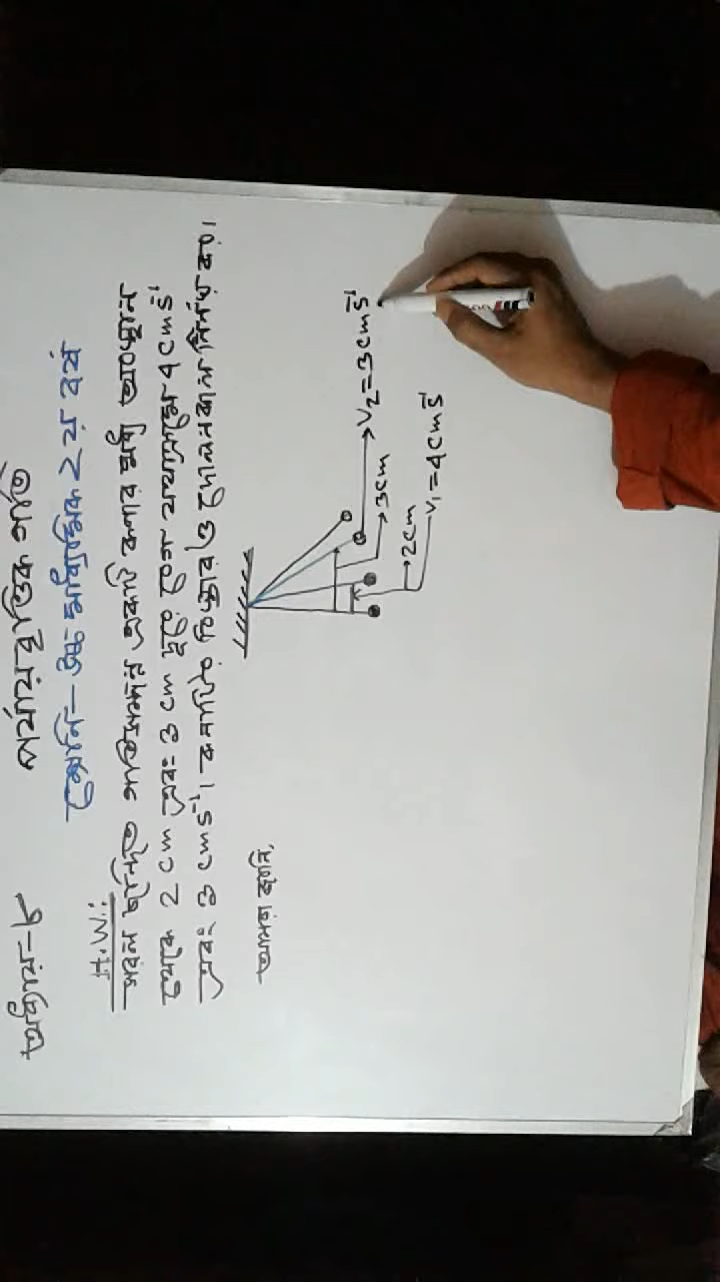 অধ্যায়-৮ পর্যাবৃত্তিক গতি
শ্রেণি- উচ্চ মাধ্যমিক ২য় বর্ষ
H.W:
সরল ছন্দিত গতিসম্পন্ন একটি কণার মধ্য অবস্থান
থেকে 2 cm এবং 3 cm দূরে বেগ যথাক্রমে 4 cms⁻¹
এবং 3 cms⁻¹। কণাটির বিস্তার ও দোলনকাল নির্ণয় কর।
আমরা জানি,
V₂=3cms⁻¹
3cm
2cm
V₁=4cms⁻¹